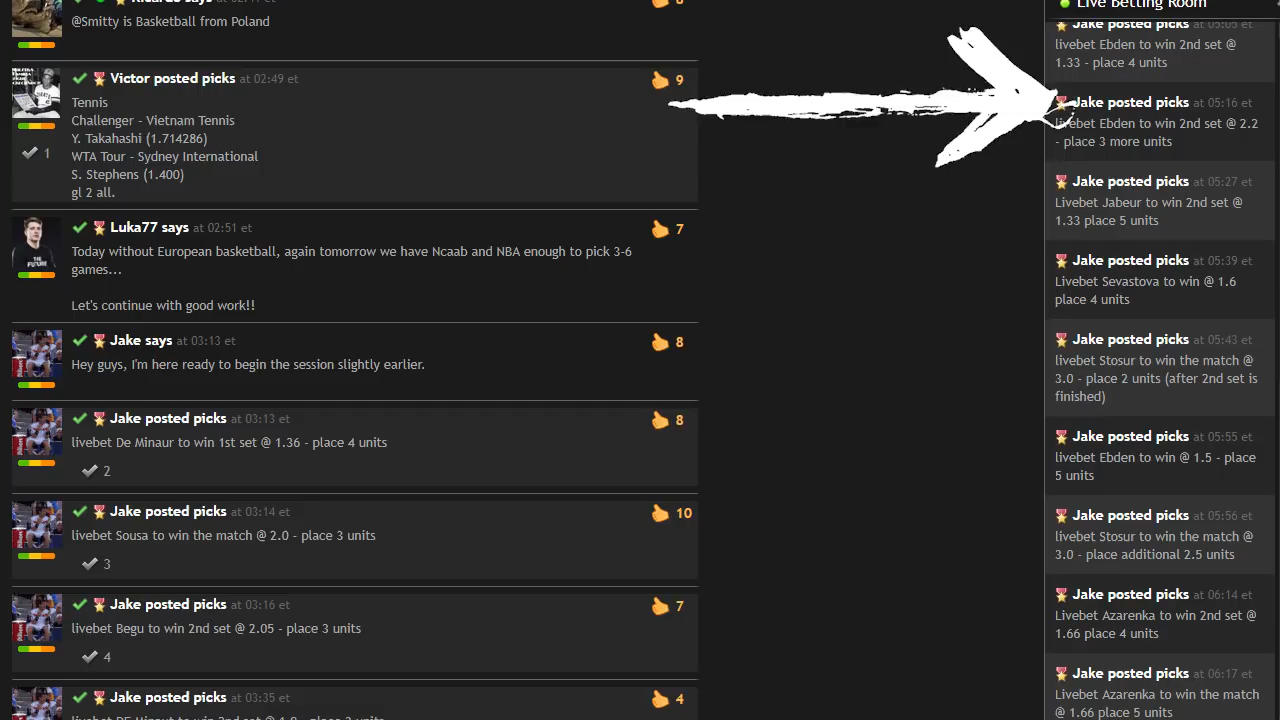 Ricardo says at 02:41 et
8
@Smitty is Basketball from Poland
Victor posted picks at 02:49 et
9
Tennis
Challenger - Vietnam Tennis
Y. Takahashi (1.714286)
WTA Tour - Sydney International
S. Stephens (1.400)
gl 2 all.
1
Luka77 says at 02:51 et
7
Today without European basketball, again tomorrow we have Ncaab and NBA enough to pick 3-6
games...
Let's continue with good work!!
THE
FUTURE
Jake says at 03:13 et
8
Hey guys, I'm here ready to begin the session slightly earlier.
Jake posted picks at 03:13 et
8
livebet De Minaur to win 1st set @ 1.36 - place 4 units
2
Jake posted picks at 03:14 et
10
livebet Sousa to win the match @ 2.0 - place 3 units
3
Jake posted picks at 03:16 et
7
livebet Begu to win 2nd set @ 2.05 - place 3 units
4
Jake posted picks at 03:35 et
4
Live Betting Room
Jake posted picks at 05:05 et
livebet Ebden to win 2nd set @
1.33 - place 4 units
Jake posted picks at 05:16 et
livebet Ebden to win 2nd set @ 2.2
- place 3 more units
Jake posted picks at 05:27 et
Livebet Jabeur to win 2nd set @
1.33 place 5 units
Jake posted picks at 05:39 et
Livebet Sevastova to win @ 1.6
place 4 units
Jake posted picks at 05:43 et
livebet Stosur to win the match @
3.0 - place 2 units (after 2nd set is
finished)
Jake posted picks at 05:55 et
livebet Ebden to win @ 1.5 - place
5 units
Jake posted picks at 05:56 et
livebet Stosur to win the match @
3.0 - place additional 2.5 units
Jake posted picks at 06:14 et
Livebet Azarenka to win 2nd set @
1.66 place 4 units
Jake posted picks at 06:17 et
Livebet Azarenka to win the match
@ 1.66 place 5 units